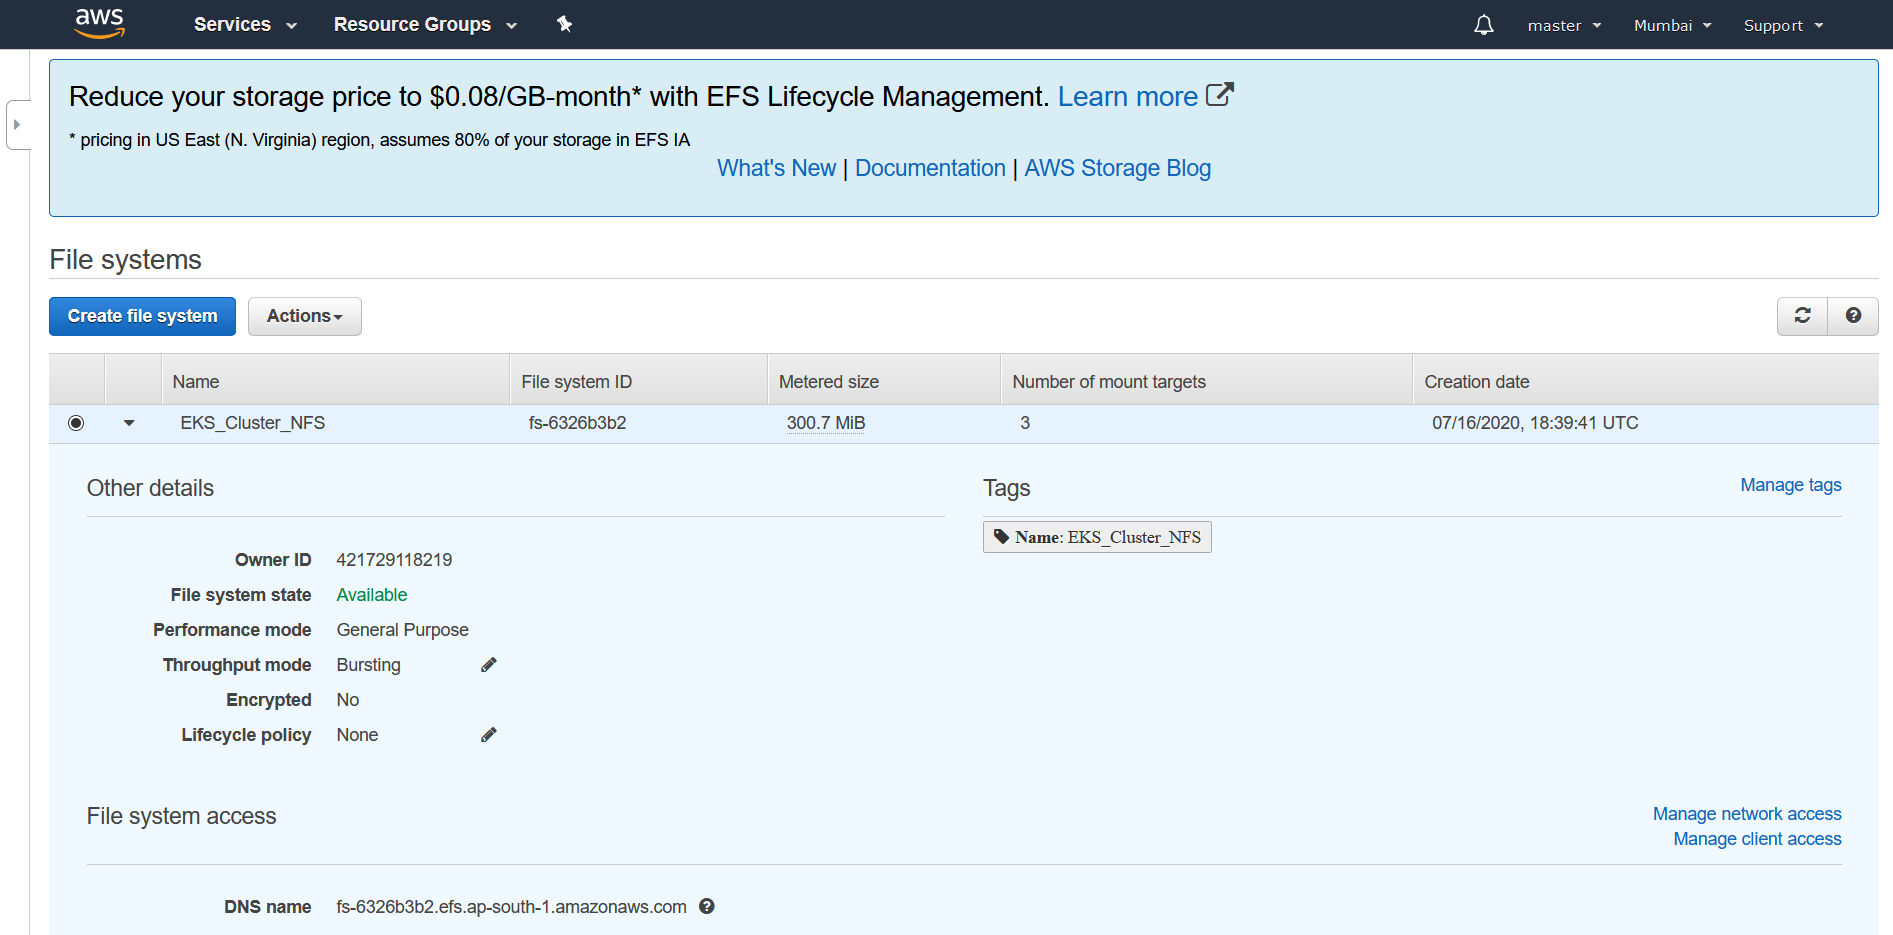 aws Services Resource Groups master Mumbai Support
Reduce your storage price to $0.08/GB-month* with EFS Lifecycle Management. Learn more
* pricing in US East (N. Virginia) region, assumes 80% of your storage in EFS IA
What's New | Documentation | AWS Storage Blog
File systems
Create file system Actions
Name File system ID Metered size Number of mount targets Creation date
EKS_Cluster_NFS fs-6326b3b2 300.7 MiB 3 07/16/2020, 18:39:41 UTC
Other details
Owner ID 421729118219
File system state Available
Performance mode General Purpose
Throughput mode Bursting
Encrypted No
Lifecycle policy None
Tags Manage tags
Name: EKS_Cluster_NFS
File system access
Manage network access
Manage client access
DNS name fs-6326b3b2.efs.ap-south-1.amazonaws.com